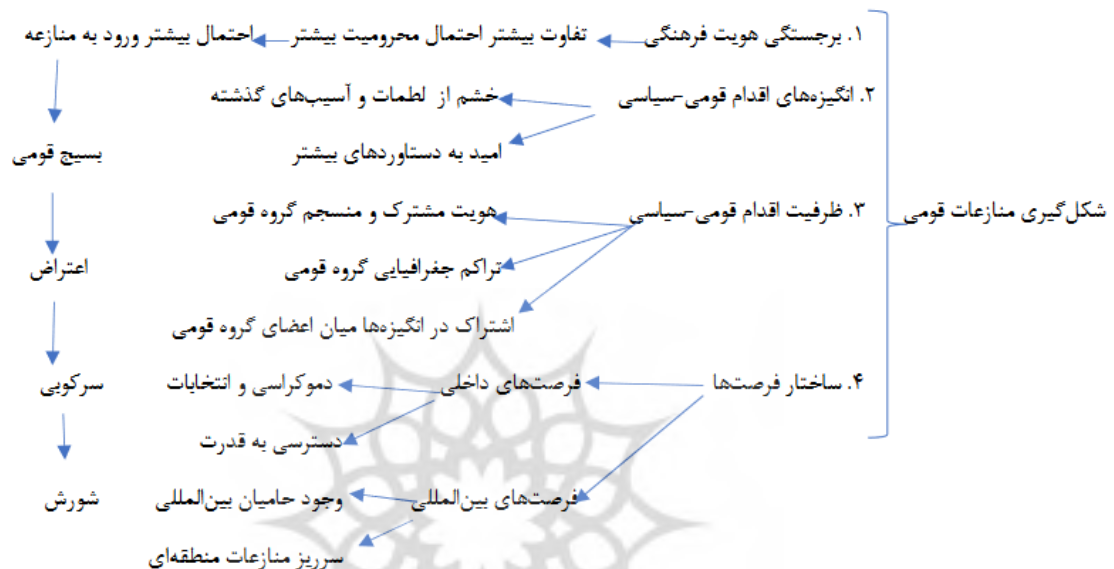 ۱. برجستگی هویت فرهنگی تفاوت بیشتر احتمال محرومیت بیشتر احتمال بیشتر ورود به منازعه
۲. انگیزه‌های اقدام قومی-سیاسی خشم از لطمات و آسیب‌های گذشته
امید به دستاوردهای بیشتر بسیج قومی
شکل‌گیری منازعات قومی ۳. ظرفیت اقدام قومی-سیاسی هویت مشترک و منسجم گروه قومی
تراکم جغرافیایی گروه قومی اعتراض
اشتراک در انگیزه‌ها میان اعضای گروه قومی
۴. ساختار فرصت‌ها فرصت‌های داخلی دموکراسی و انتخابات سرکوبی
دسترسی به قدرت
فرصت‌های بین‌المللی وجود حامیان بین‌المللی شورش
سرریز منازعات منطقه‌ای